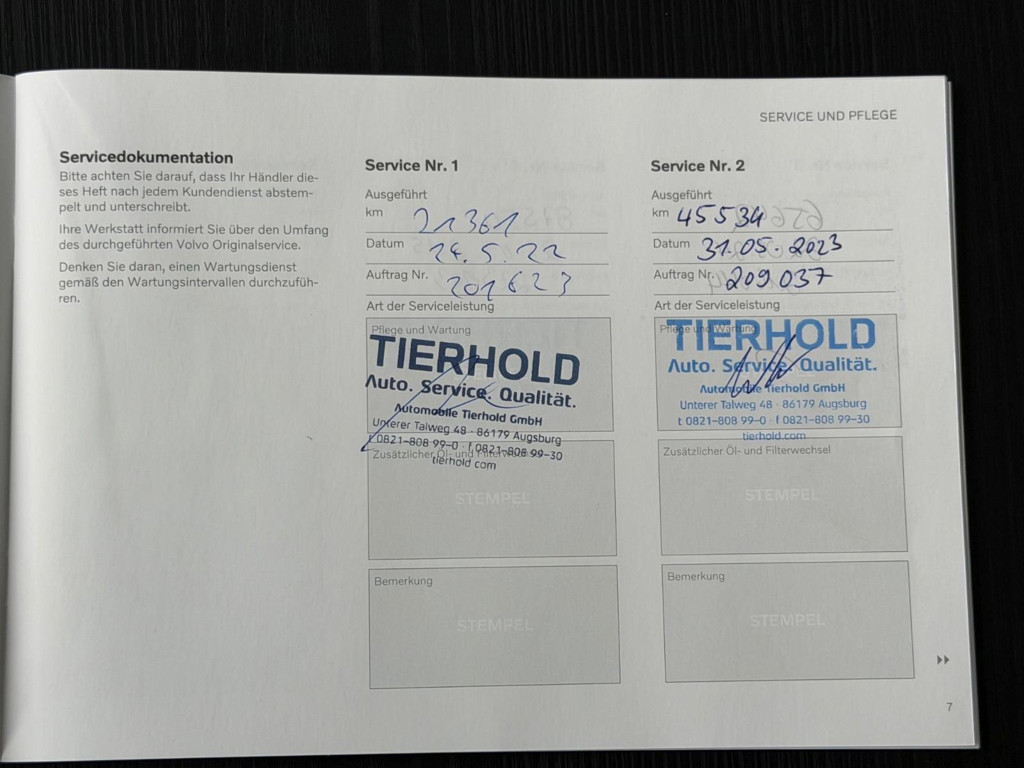 SERVICE UND PFLEGE
Servicedokumentation
Bitte achten Sie darauf, dass Ihr Händler die-
ses Heft nach jedem Kundendienst abstem-
pelt und unterschreibt.
Ihre Werkstatt informiert Sie über den Umfang
des durchgeführten Volvo Originalservice.
Denken Sie daran, einen Wartungsdienst
gemäß den Wartungsintervallen durchzufüh-
ren.
Service Nr. 1
Ausgeführt
km 21361
Datum 24.5.22
Auftrag Nr. 201623
Art der Serviceleistung
Pflege und Wartung
TIERHOLD
Auto. Service. Qualität.
Automobile Tierhold GmbH
Unterer Talweg 48 · 86179 Augsburg
t 0821-808 99-0 · f 0821-808 99-30
tierhold.com
Zusätzlicher Öl- und Filterwechsel
STEMPEL
Bemerkung
STEMPEL
Service Nr. 2
Ausgeführt
km 45534
Datum 31.05.2023
Auftrag Nr. 209037
Art der Serviceleistung
Pflege und Wartung
TIERHOLD
Auto. Service. Qualität.
Automobile Tierhold GmbH
Unterer Talweg 48 · 86179 Augsburg
t 0821-808 99-0 · f 0821-808 99-30
tierhold.com
Zusätzlicher Öl- und Filterwechsel
STEMPEL
Bemerkung
STEMPEL
7